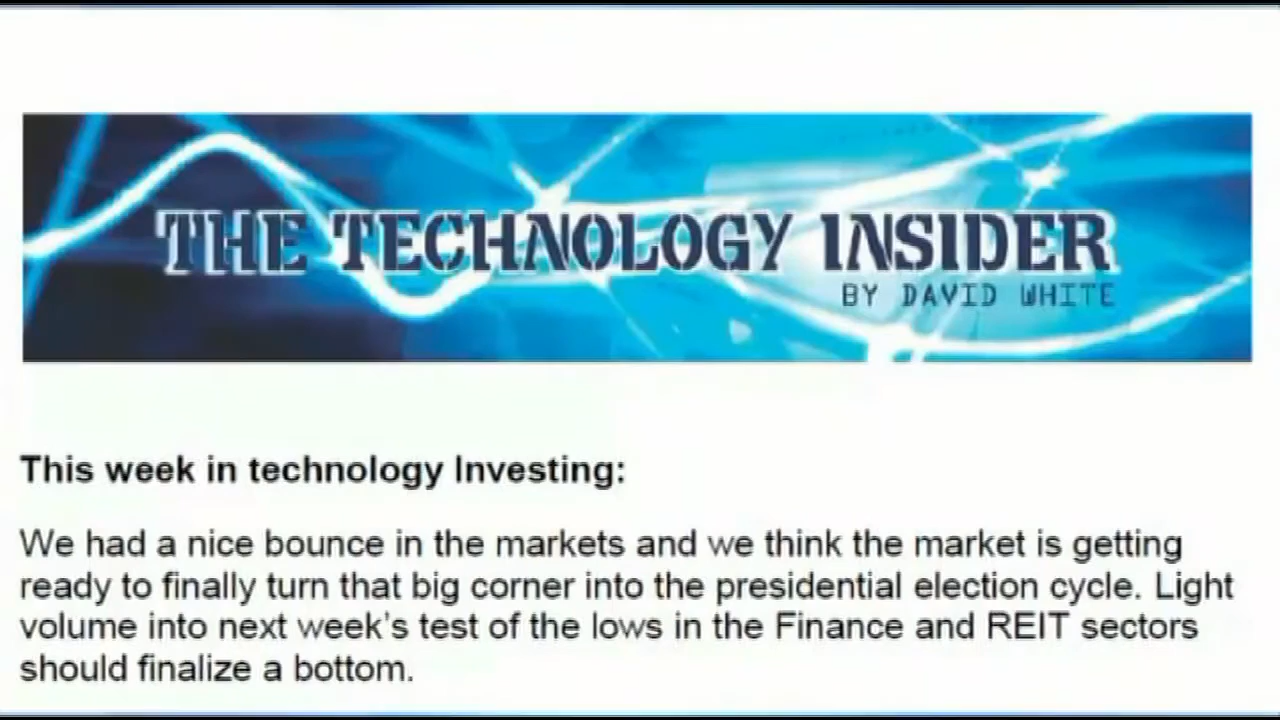 THE TECHNOLOGY INSIDER
BY DAVID WHITE
This week in technology Investing:
We had a nice bounce in the markets and we think the market is getting
ready to finally turn that big corner into the presidential election cycle. Light
volume into next week's test of the lows in the Finance and REIT sectors
should finalize a bottom.